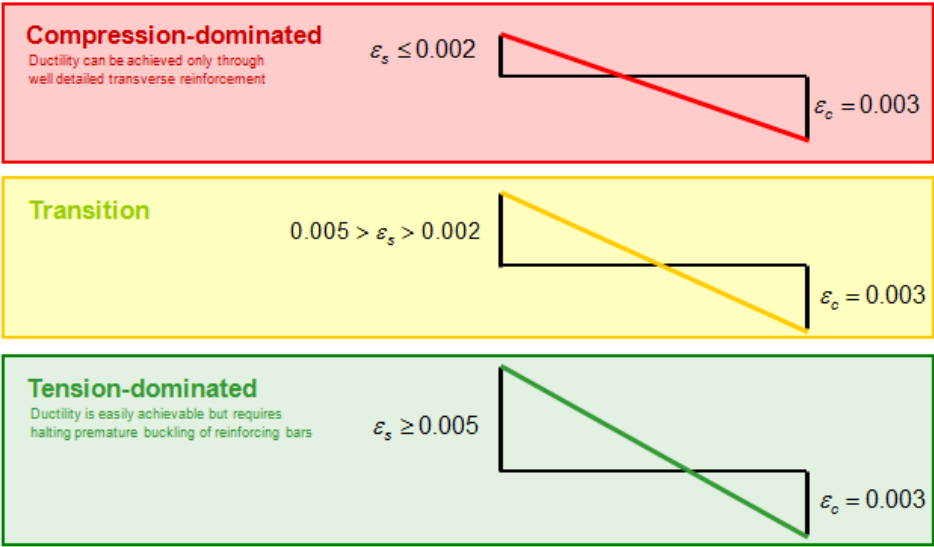 Compression-dominated
Ductility can be achieved only through
well detailed transverse reinforcement
εs ≤ 0.002
εc = 0.003
Transition
0.005 > εs > 0.002
εc = 0.003
Tension-dominated
Ductility is easily achievable but requires
halting premature buckling of reinforcing bars
εs ≥ 0.005
εc = 0.003